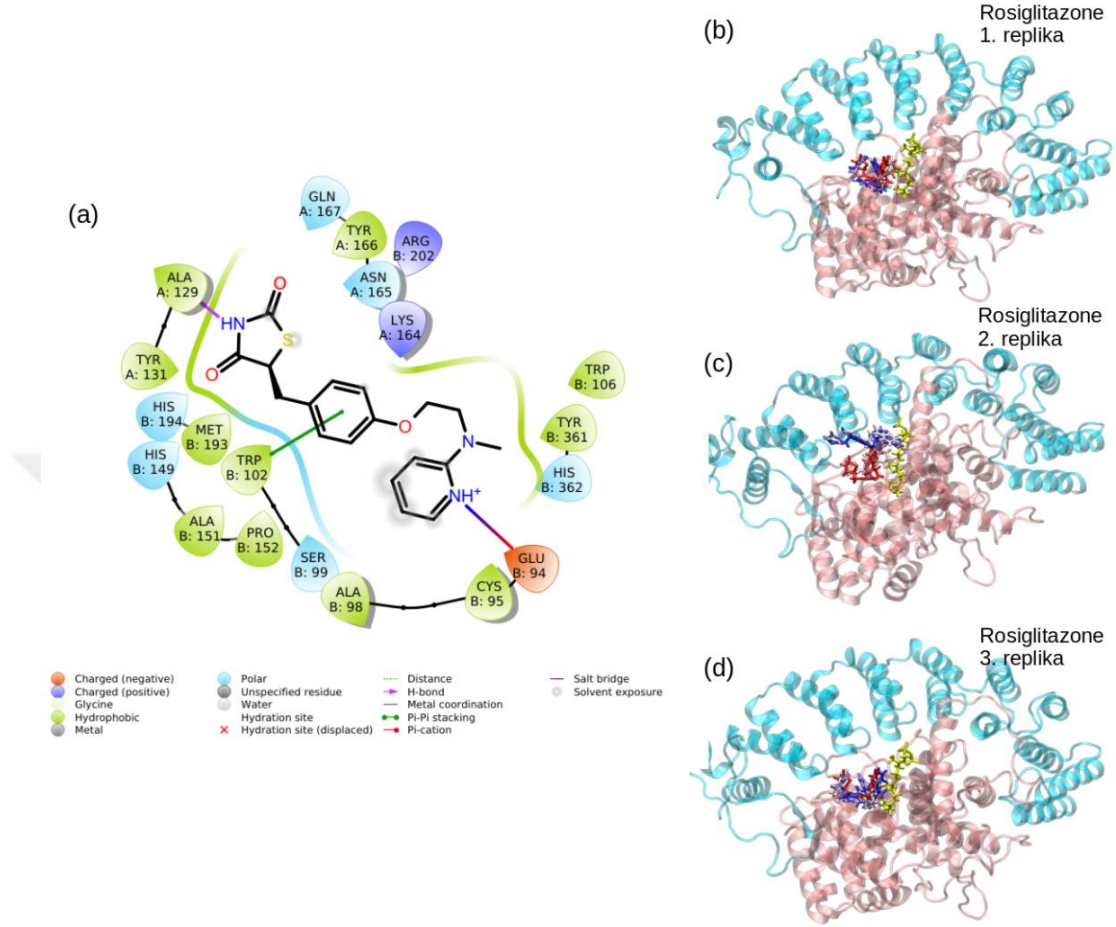 (a)
GLN
A: 167
TYR
A: 166
ARG
B: 202
ASN
A: 165
LYS
A: 164
ALA
A: 129
TYR
A: 131
HIS
B: 194
MET
B: 193
HIS
B: 149
TRP
B: 102
ALA
B: 151
PRO
B: 152
SER
B: 99
ALA
B: 98
CYS
B: 95
GLU
B: 94
TRP
B: 106
TYR
B: 361
HIS
B: 362
O
HN
S
O
O
N
NH+
Charged (negative)
Charged (positive)
Glycine
Hydrophobic
Metal
Polar
Unspecified residue
Water
Hydration site
Hydration site (displaced)
Distance
H-bond
Metal coordination
Pi-Pi stacking
Pi-cation
Salt bridge
Solvent exposure
(b)
Rosiglitazone
1. replika
(c)
Rosiglitazone
2. replika
(d)
Rosiglitazone
3. replika